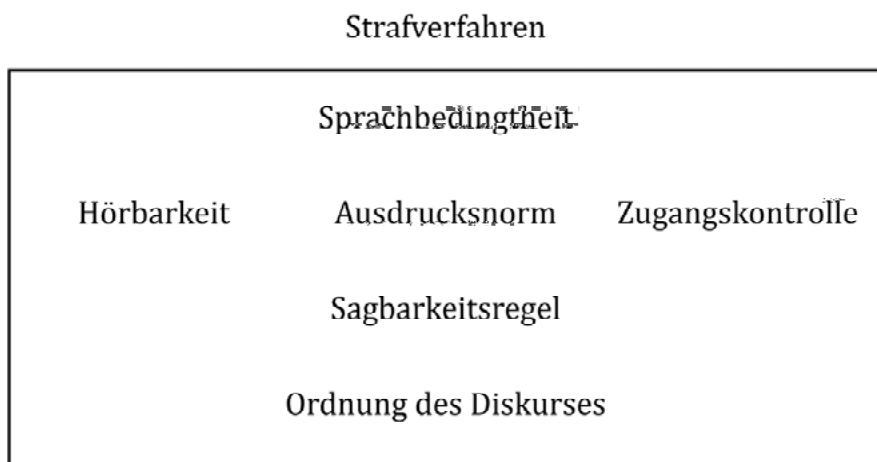 Strafverfahren
Sprachbedingtheit
Hörbarkeit Ausdrucksnorm Zugangskontrolle
Sagbarkeitsregel
Ordnung des Diskurses